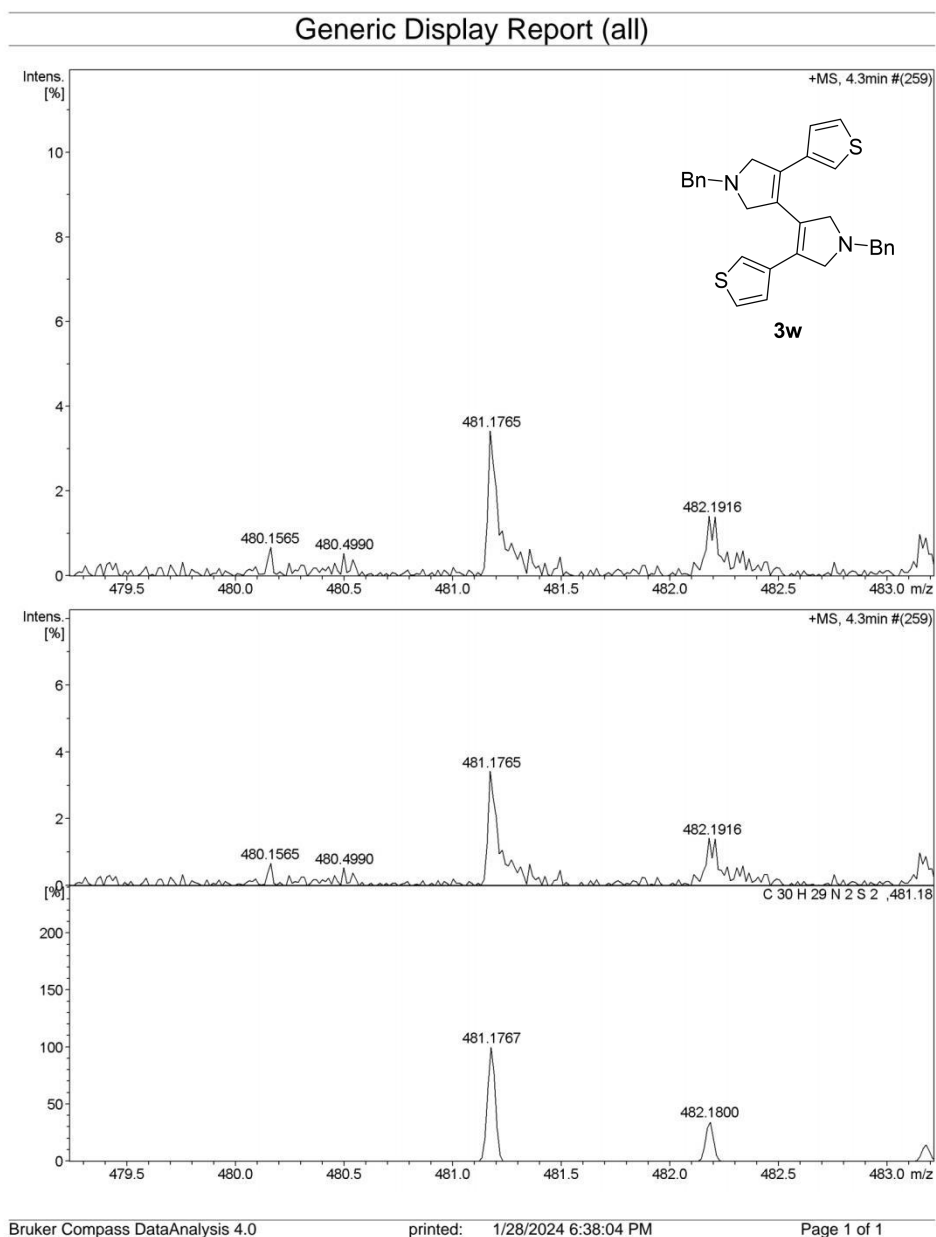 Generic Display Report (all)
Intens.
[%]
+MS, 4.3min #(259)
10
8
6
4
2
0
S
Bn
N
N
Bn
S
3w
481.1765
482.1916
480.1565
480.4990
479.5 480.0 480.5 481.0 481.5 482.0 482.5 483.0 m/z
Intens.
[%]
+MS, 4.3min #(259)
6
4
2
0
481.1765
482.1916
480.1565
480.4990
[%]
C 30 H 29 N 2 S 2 ,481.18
200
150
100
50
0
481.1767
482.1800
479.5 480.0 480.5 481.0 481.5 482.0 482.5 483.0 m/z
Bruker Compass DataAnalysis 4.0 printed: 1/28/2024 6:38:04 PM Page 1 of 1